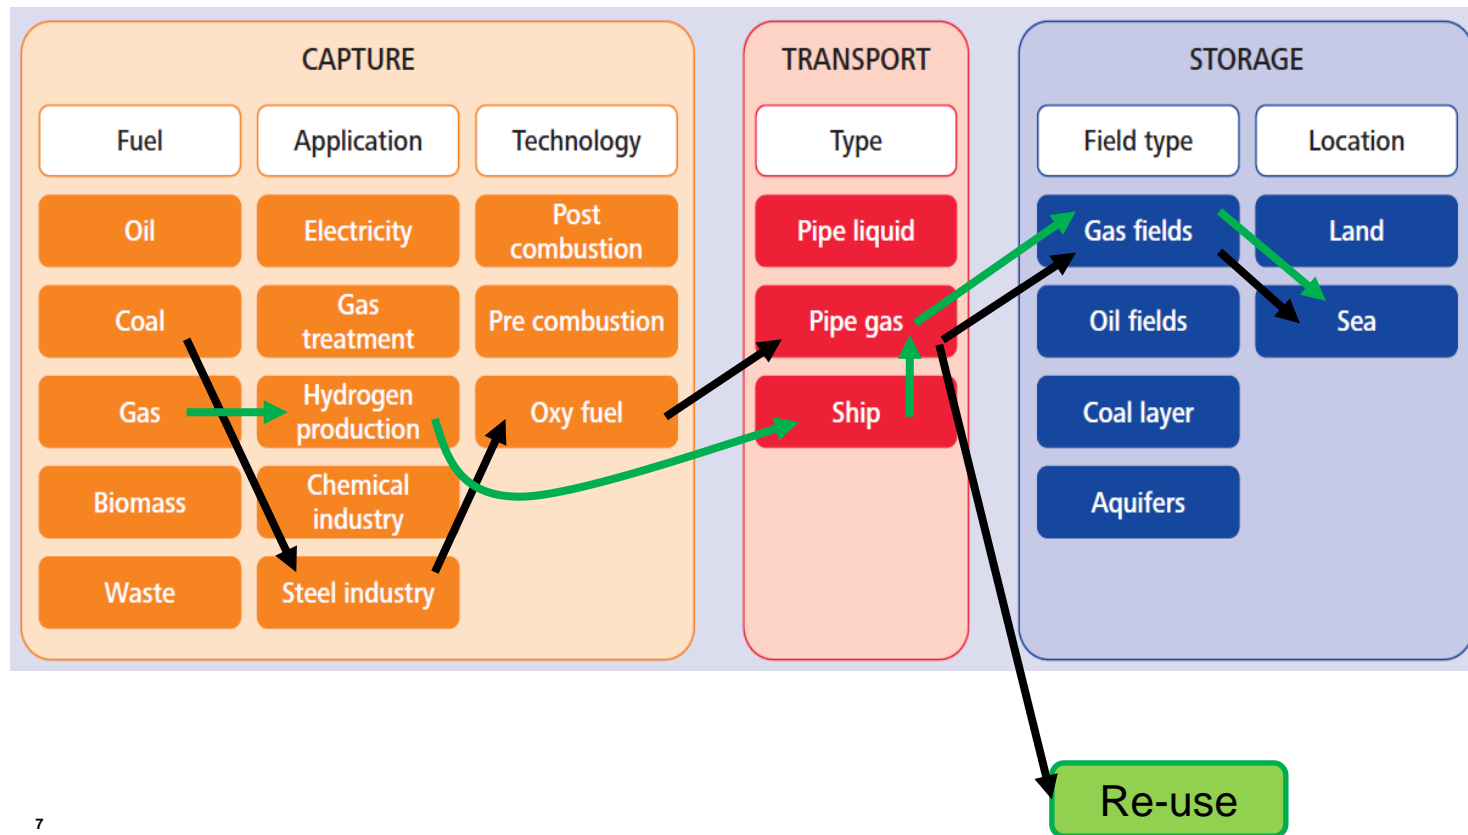 CAPTURE
Fuel
Application
Technology
Oil
Electricity
Post
combustion
Coal
Gas
treatment
Pre combustion
Gas
Hydrogen
production
Oxy fuel
Biomass
Chemical
industry
Waste
Steel industry
TRANSPORT
Type
Pipe liquid
Pipe gas
Ship
STORAGE
Field type
Location
Gas fields
Land
Oil fields
Sea
Coal layer
Aquifers
Re-use
7